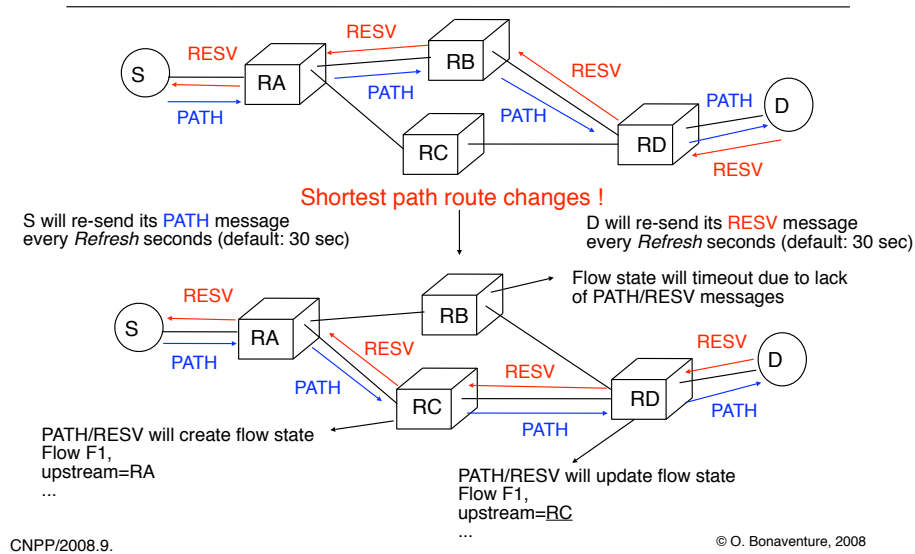 RESV
RESV
RB
RESV
S
RA
PATH
PATH
PATH
PATH
D
RC
RD
RESV
Shortest path route changes !
S will re-send its PATH message
every Refresh seconds (default: 30 sec)
D will re-send its RESV message
every Refresh seconds (default: 30 sec)
Flow state will timeout due to lack
of PATH/RESV messages
RESV
RB
S
RA
RESV
RESV
RESV
D
PATH
PATH
RC
RD
PATH
PATH
PATH/RESV will create flow state
Flow F1,
upstream=RA
...
PATH/RESV will update flow state
Flow F1,
upstream=RC
...
CNPP/2008.9.
© O. Bonaventure, 2008